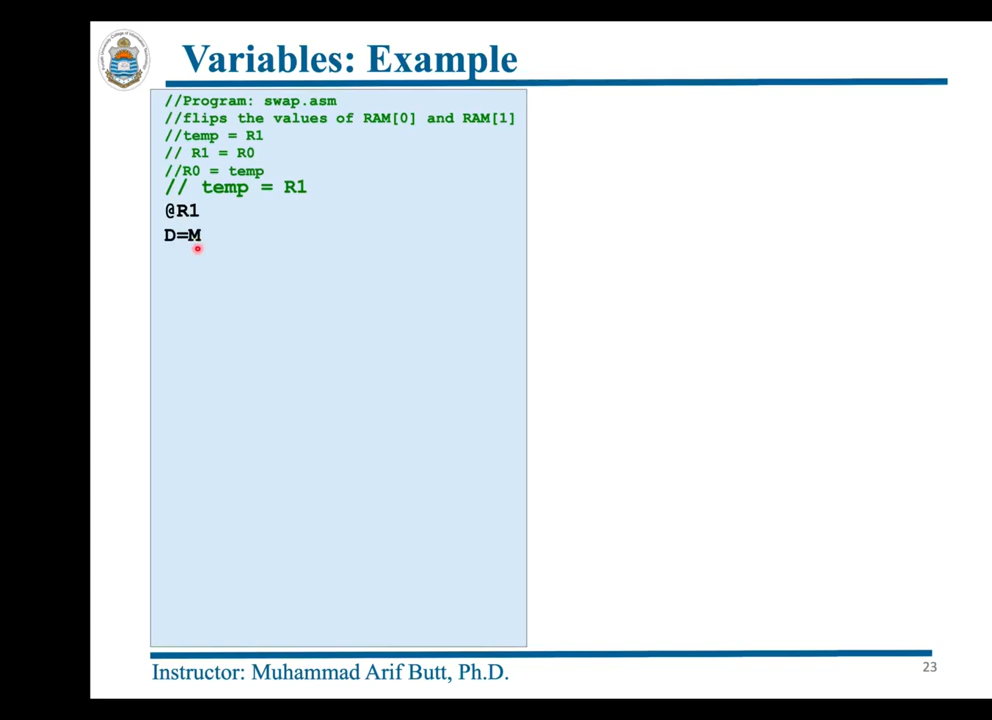 Variables: Example
//Program: swap.asm
//flips the values of RAM[0] and RAM[1]
//temp = R1
// R1 = R0
//R0 = temp
// temp = R1
@R1
D=M
Instructor: Muhammad Arif Butt, Ph.D.
23